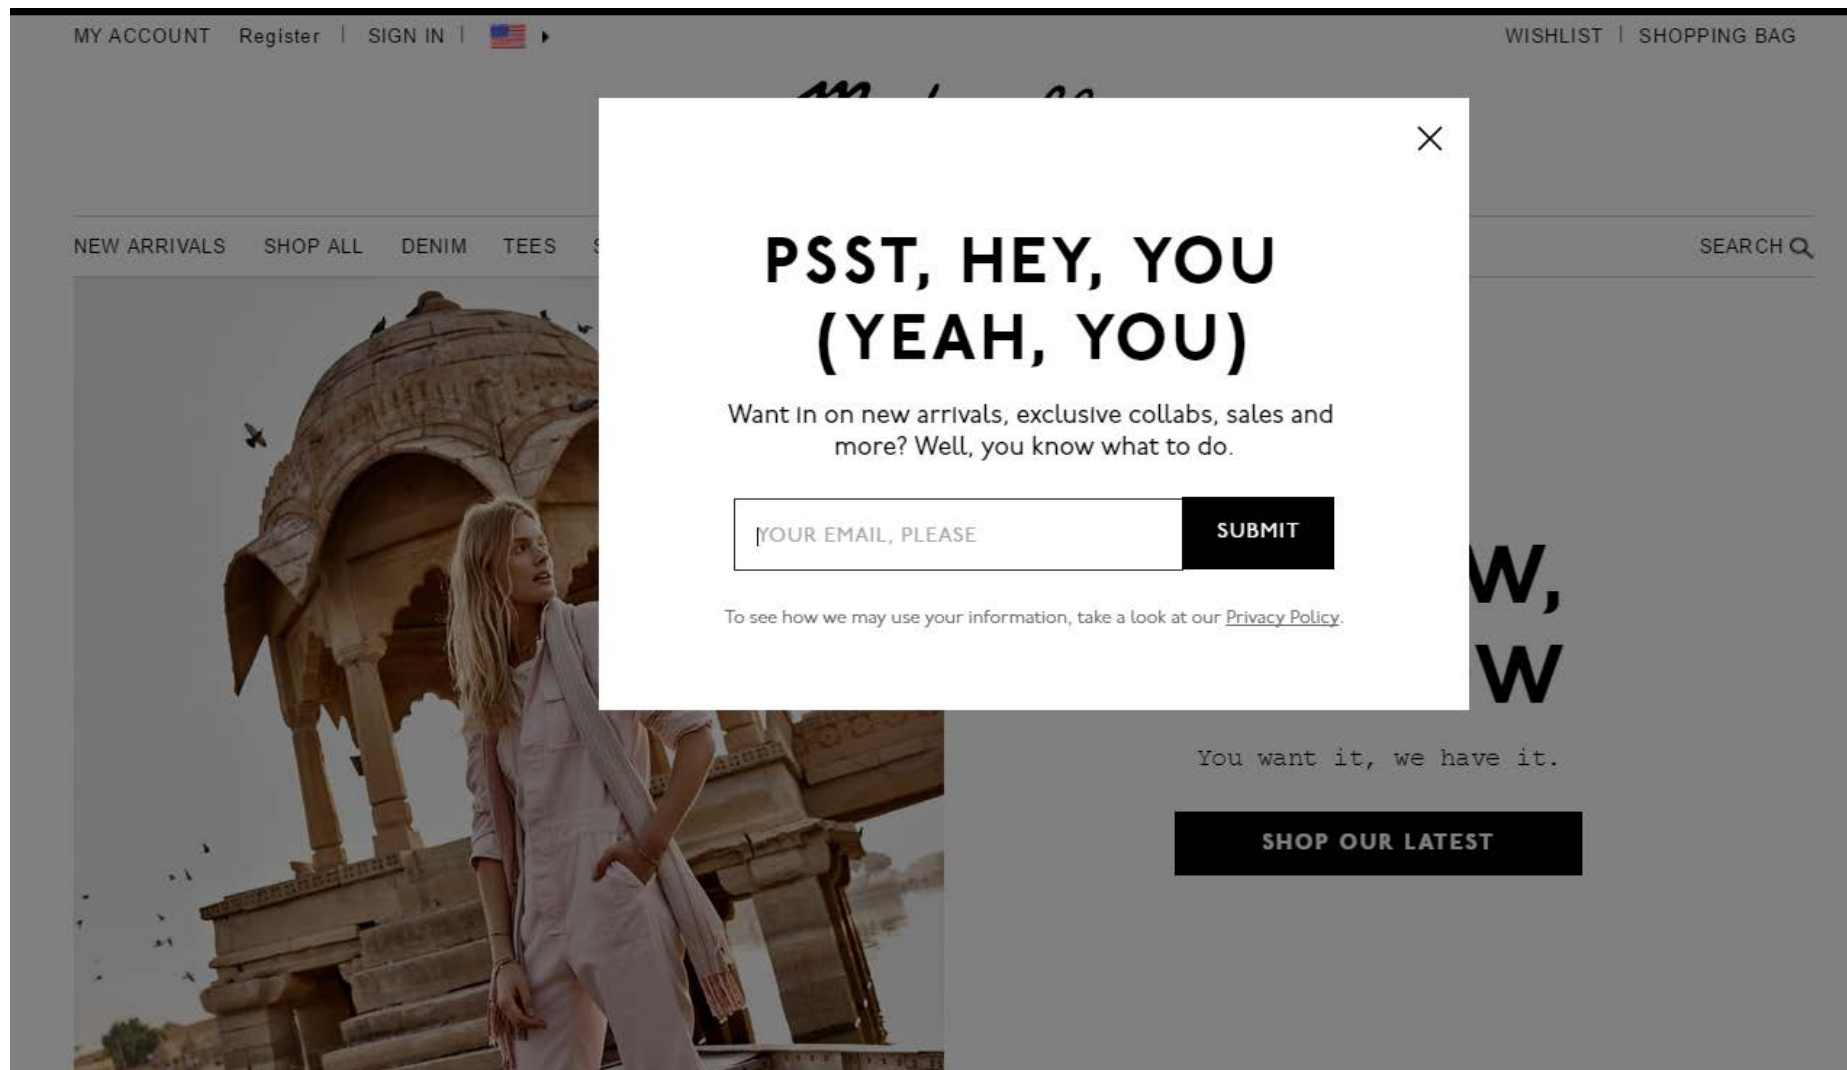 MY ACCOUNT Register | SIGN IN |
WISHLIST | SHOPPING BAG
NEW ARRIVALS SHOP ALL DENIM TEES
SEARCH
PSST, HEY, YOU
(YEAH, YOU)
Want in on new arrivals, exclusive collabs, sales and
more? Well, you know what to do.
YOUR EMAIL, PLEASE
SUBMIT
To see how we may use your information, take a look at our Privacy Policy.
You want it, we have it.
SHOP OUR LATEST